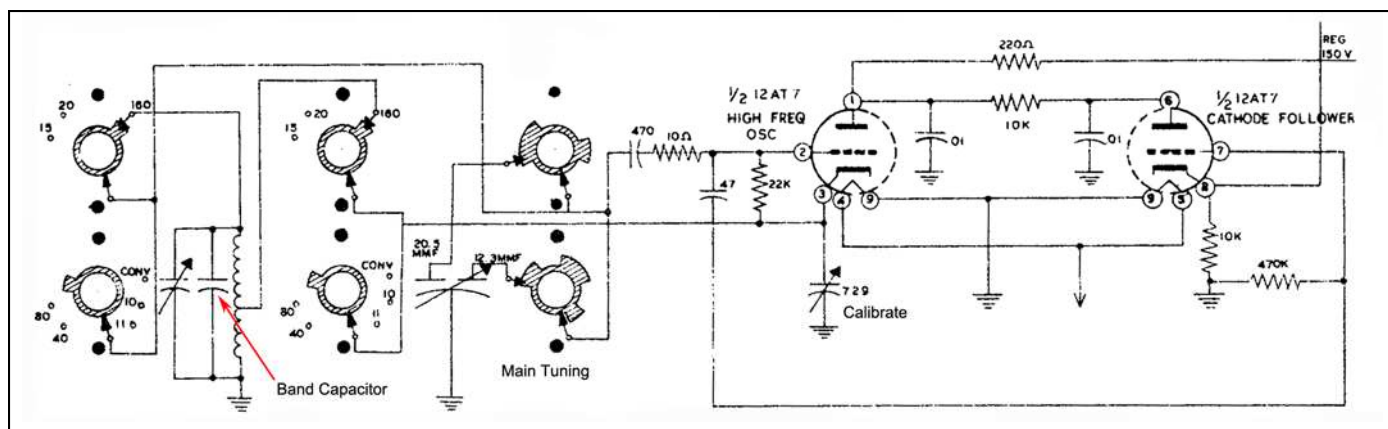 20
160
15
CONV
10
80
40
11
6
Band Capacitor
20
160
15
CONV
10
80
40
11
20.5
MMF
12.3MMF
Main Tuning
470
10Ω
47
22K
½ 12AT7
HIGH FREQ
OSC
1
2
3
4
9
220Ω
REG
150V
10K
01
01
6
7
8
9
5
½ 12AT7
CATHODE FOLLOWER
10K
470K
729
Calibrate